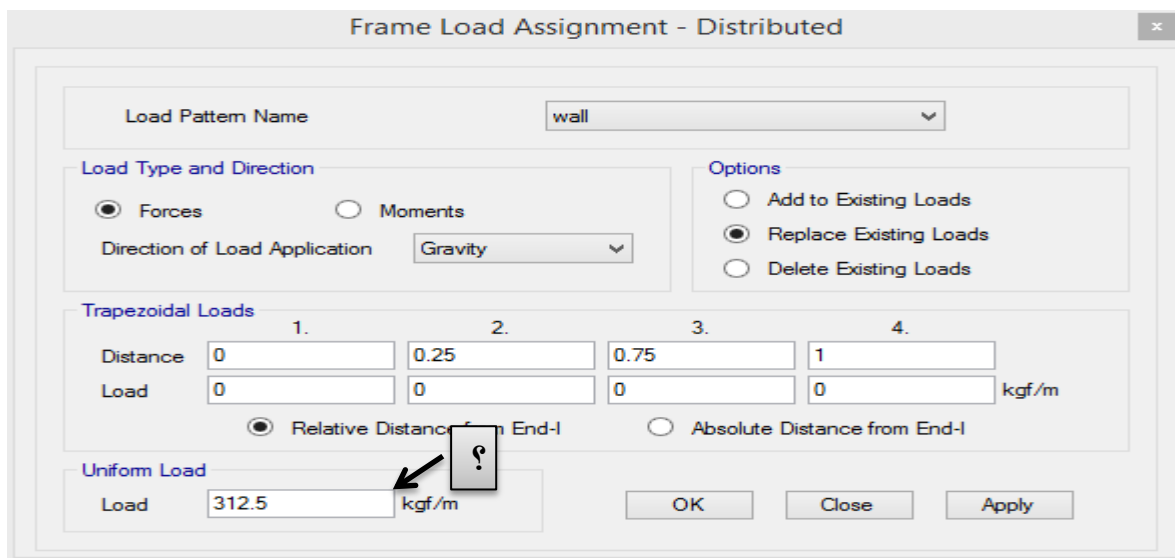 Frame Load Assignment - Distributed
x
Load Pattern Name
wall
Load Type and Direction
Forces
Moments
Direction of Load Application
Gravity
Options
Add to Existing Loads
Replace Existing Loads
Delete Existing Loads
Trapezoidal Loads
1. 2. 3. 4.
Distance 0 0.25 0.75 1
Load 0 0 0 0 kgf/m
Relative Distance from End-I Absolute Distance from End-I
؟
Uniform Load
Load 312.5 kgf/m
OK Close Apply